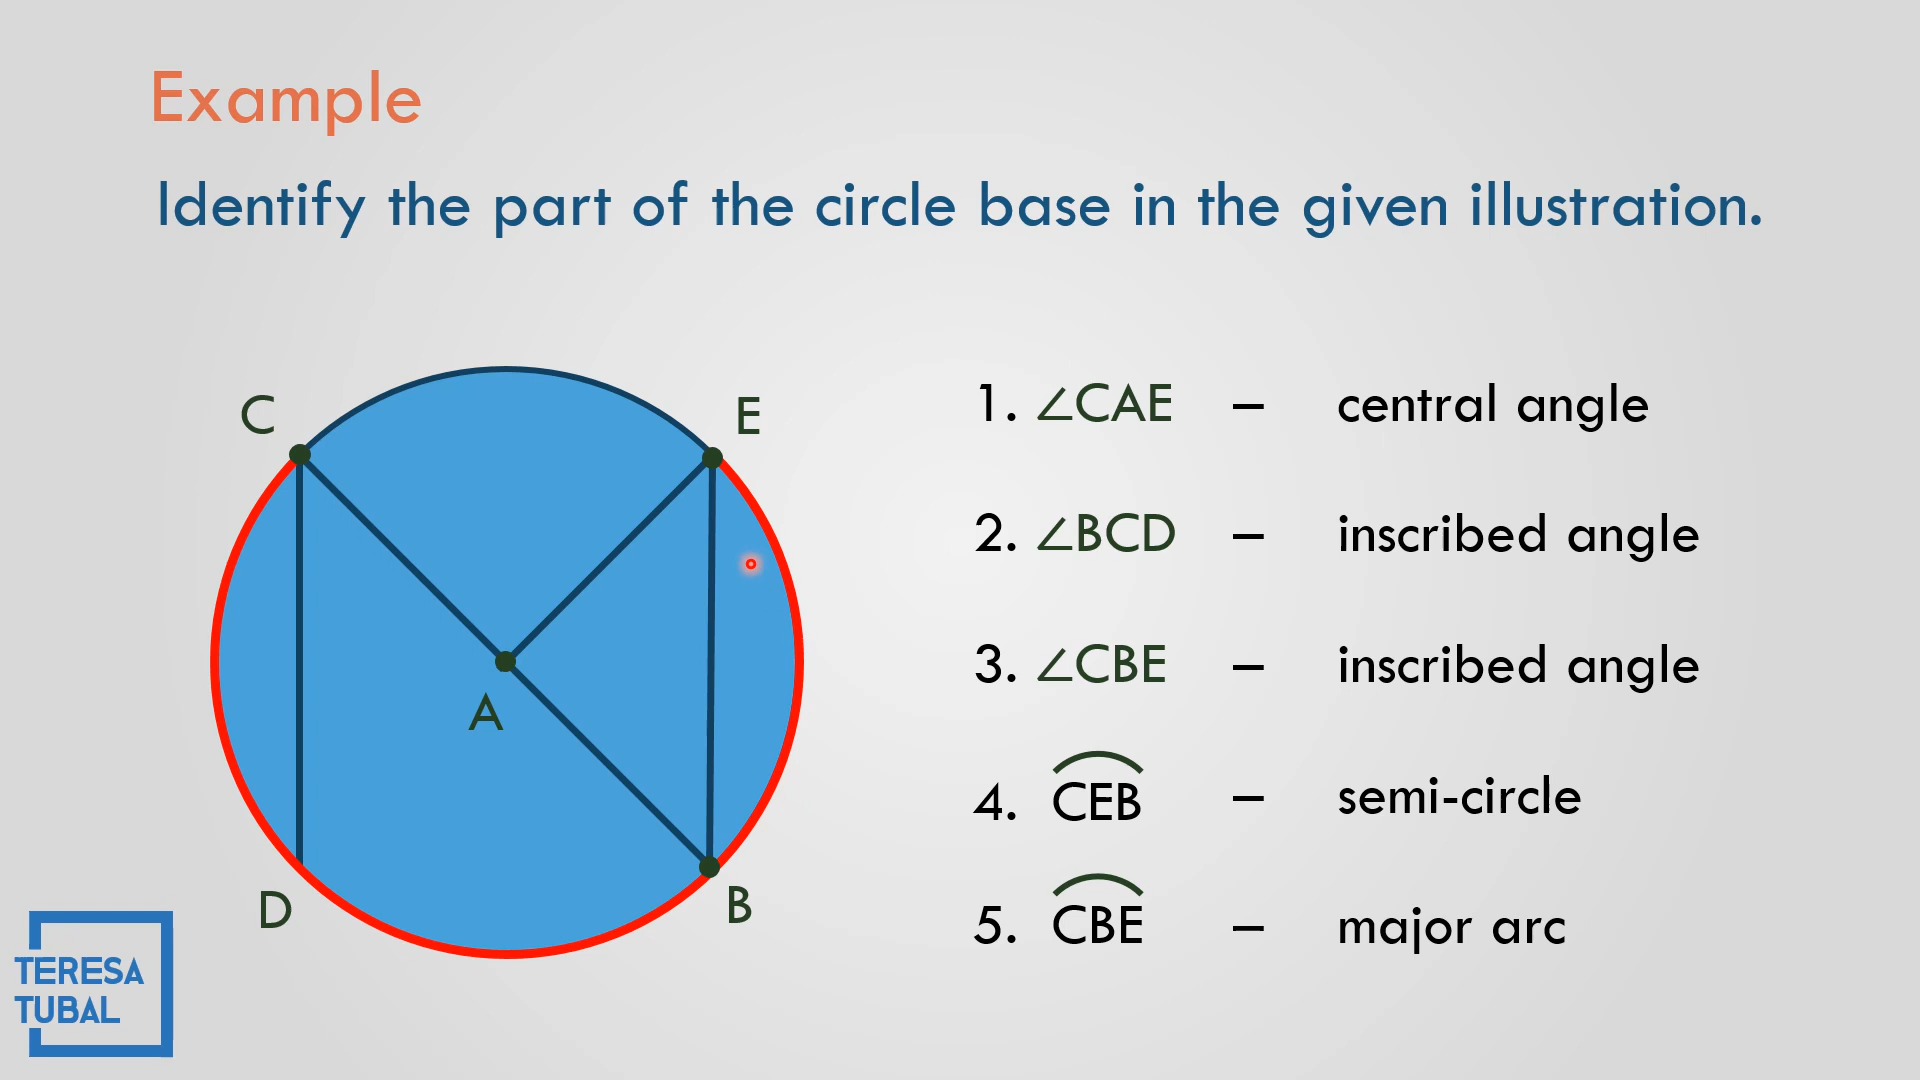 Example
Identify the part of the circle base in the given illustration.
C
E
A
D
B
1. ∠CAE – central angle
2. ∠BCD – inscribed angle
3. ∠CBE – inscribed angle
4. CEB – semi-circle
5. CBE – major arc
TERESA
TUBAL